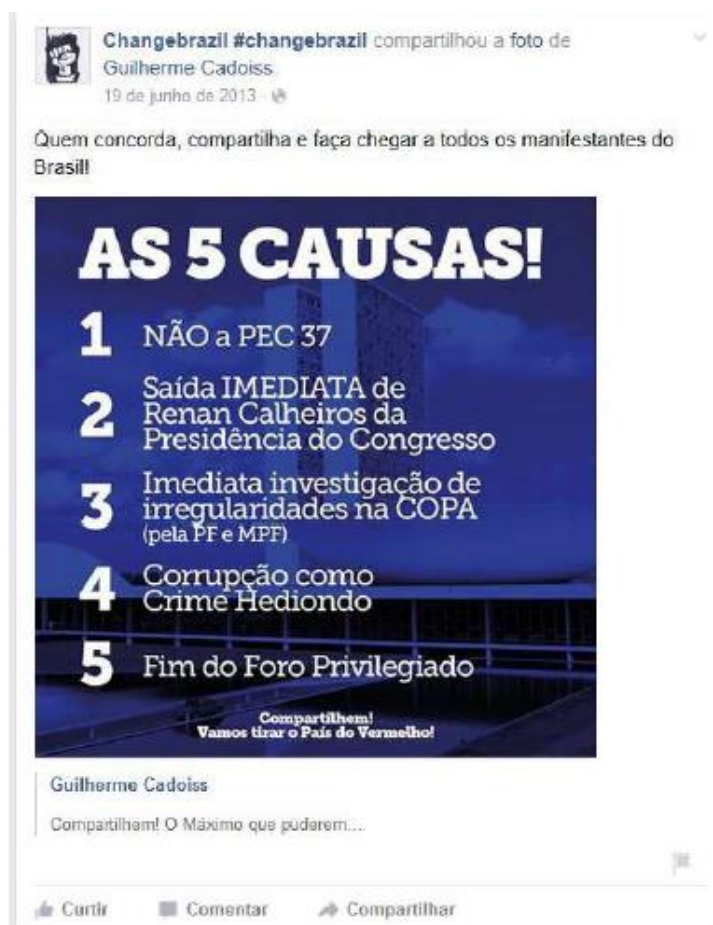 Changebrazil #changebrazil compartilhou a foto de
Guilherme Cadoiss.
19 de junho de 2013
Quem concorda, compartilha e faça chegar a todos os manifestantes do
Brasil!
AS 5 CAUSAS!
1 NÃO a PEC 37
2 Saída IMEDIATA de
Renan Calheiros da
Presidência do Congresso
3 Imediata investigação de
irregularidades na COPA
(pela PF e MPF)
4 Corrupção como
Crime Hediondo
5 Fim do Foro Privilegiado
Compartilhem!
Vamos tirar o País do Vermelho!
Guilherme Cadoiss
Compartilhem! O Máximo que puderem....
Curtir Comentar Compartilhar